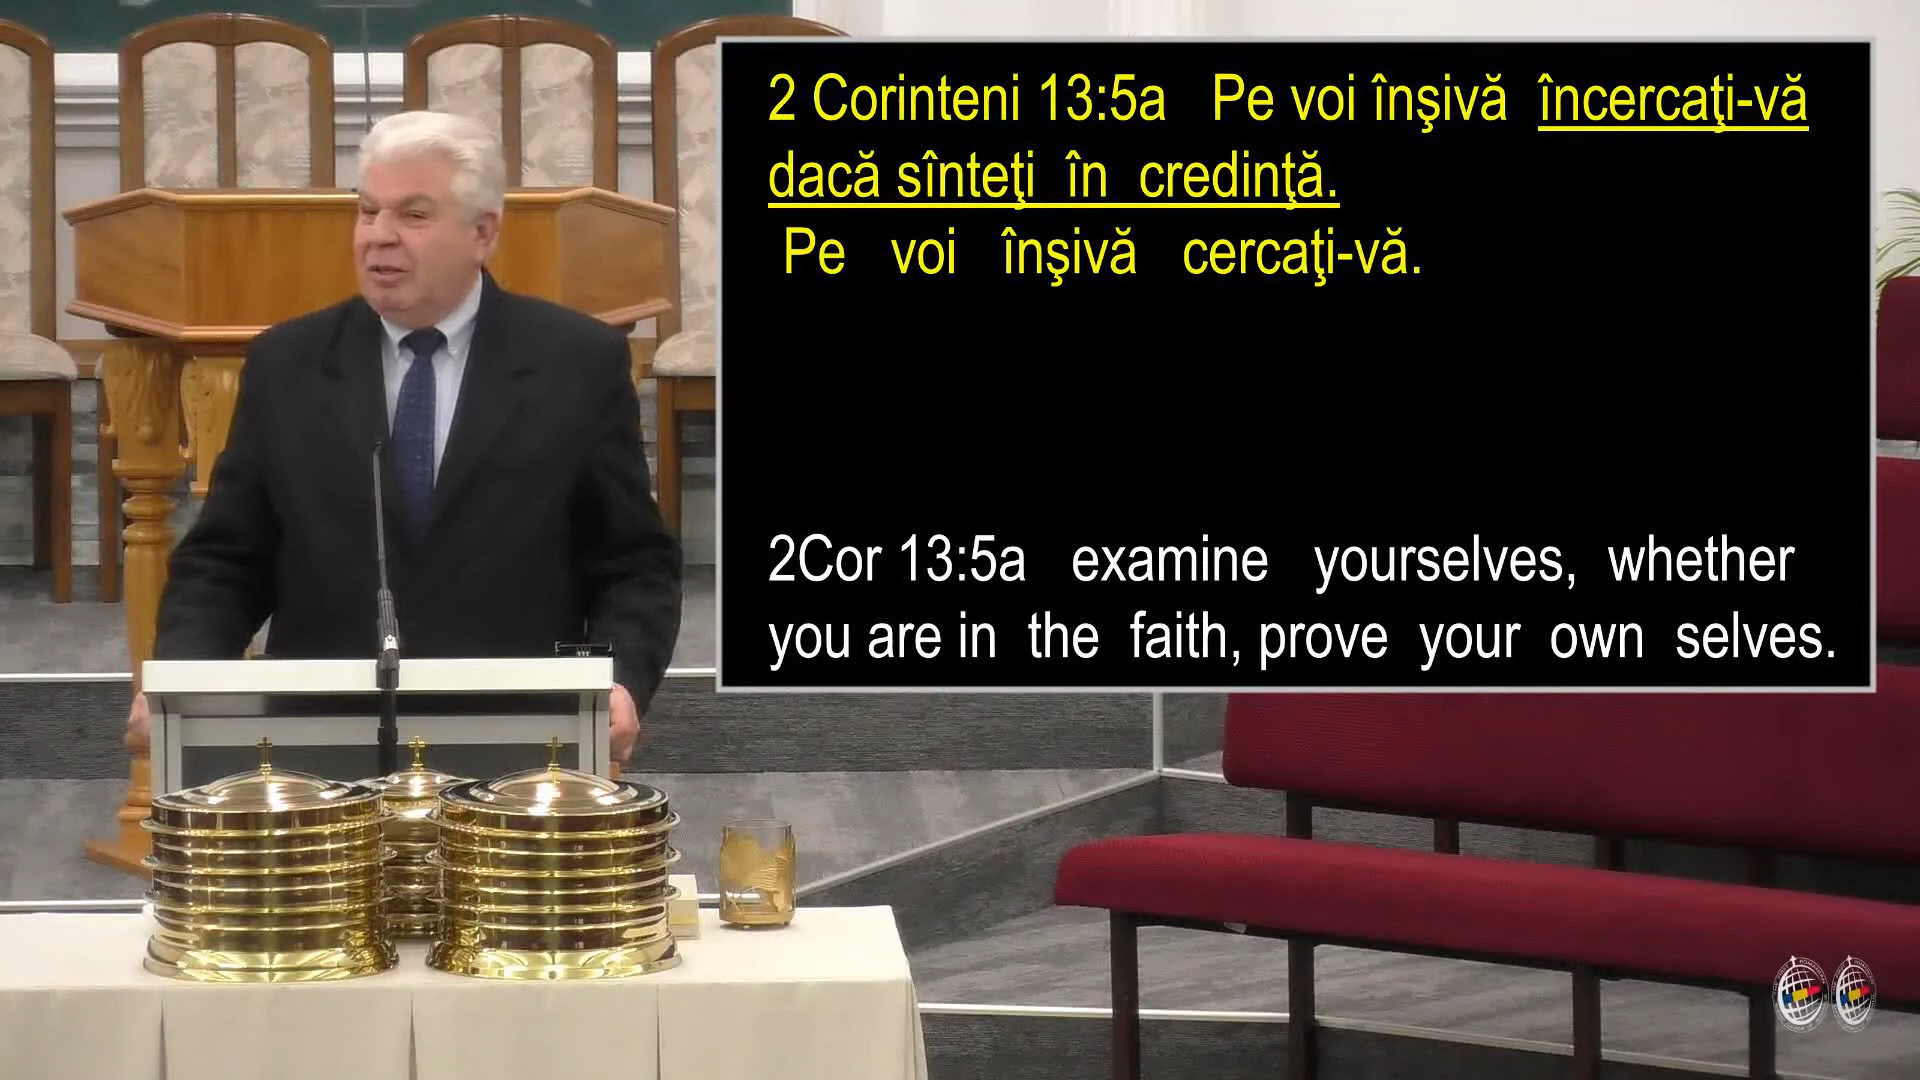 2 Corinteni 13:5a Pe voi înşivă încercaţi-vă
dacă sînteţi în credinţă.
Pe voi înşivă cercaţi-vă.
2Cor 13:5a examine yourselves, whether
you are in the faith, prove your own selves.